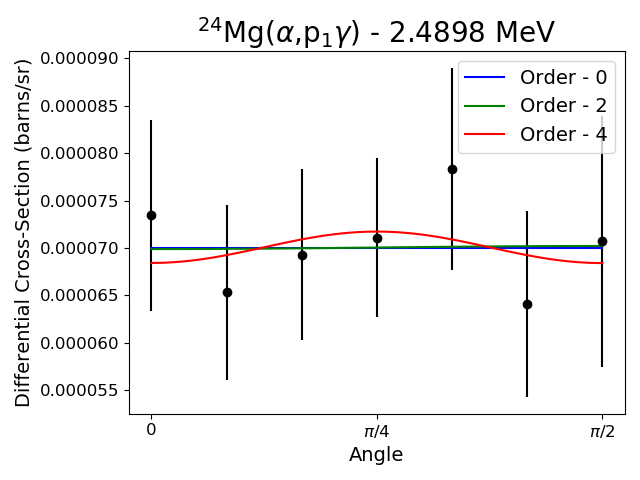 ²⁴Mg(α,p₁γ) - 2.4898 MeV
Differential Cross-Section (barns/sr)
0.000090
0.000085
0.000080
0.000075
0.000070
0.000065
0.000060
0.000055
Order - 0
Order - 2
Order - 4
0 π/4 π/2
Angle